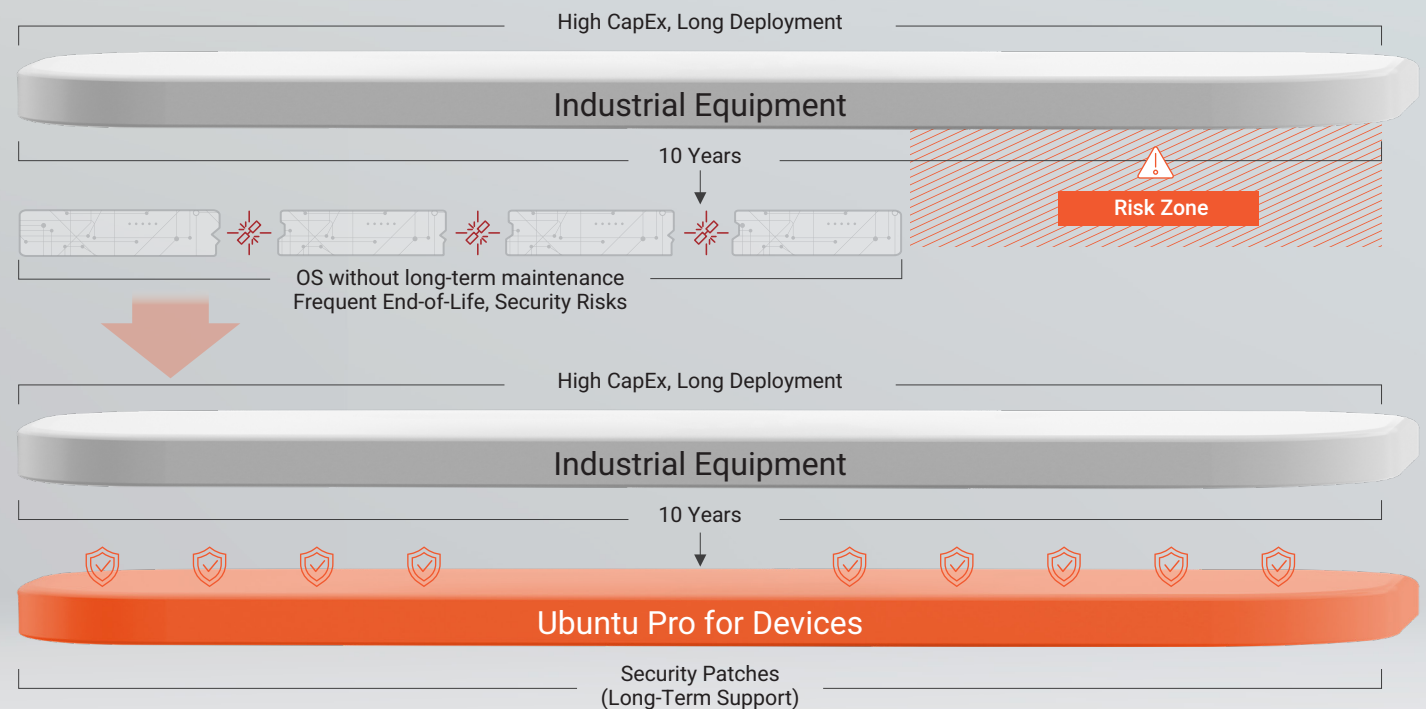 High CapEx, Long Deployment
Industrial Equipment
10 Years
Risk Zone
OS without long-term maintenance
Frequent End-of-Life, Security Risks
High CapEx, Long Deployment
Industrial Equipment
10 Years
Ubuntu Pro for Devices
Security Patches
(Long-Term Support)